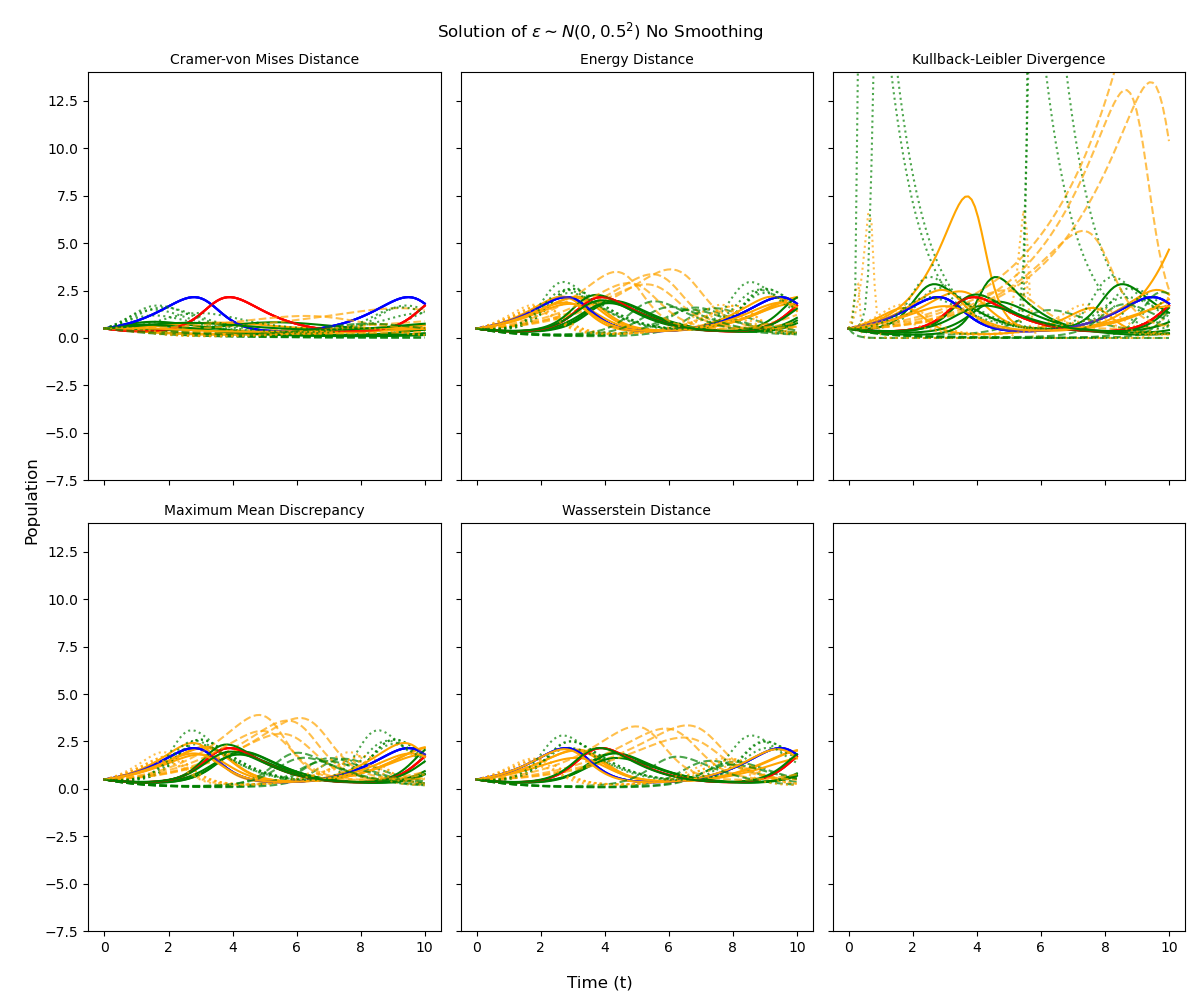 Solution of ε ~ N(0, 0.5²) No Smoothing
Cramer-von Mises Distance
Energy Distance
Kullback-Leibler Divergence
12.5
10.0
7.5
5.0
2.5
0.0
−2.5
−5.0
−7.5
Population
Maximum Mean Discrepancy
Wasserstein Distance
12.5
10.0
7.5
5.0
2.5
0.0
−2.5
−5.0
−7.5
0 2 4 6 8 10
0 2 4 6 8 10
0 2 4 6 8 10
Time (t)